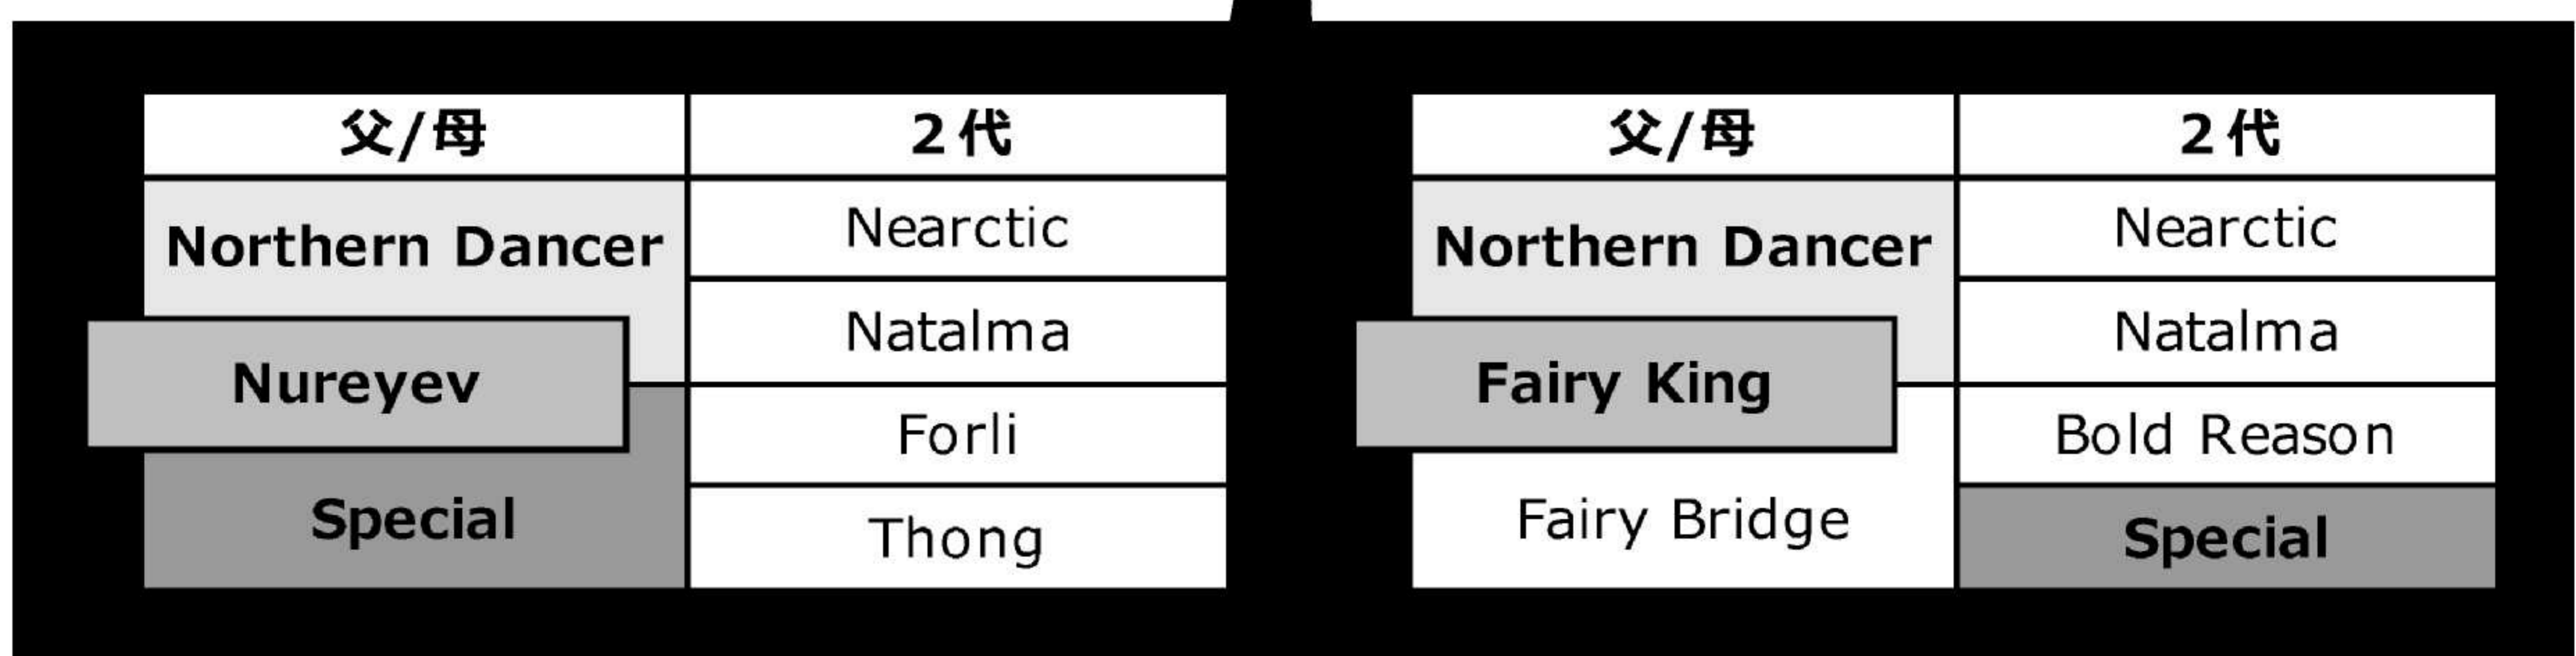 父/母
2代
Northern Dancer
Nearctic
Natalma
Nureyev
Forli
Special
Thong
父/母
2代
Northern Dancer
Nearctic
Natalma
Fairy King
Bold Reason
Fairy Bridge
Special